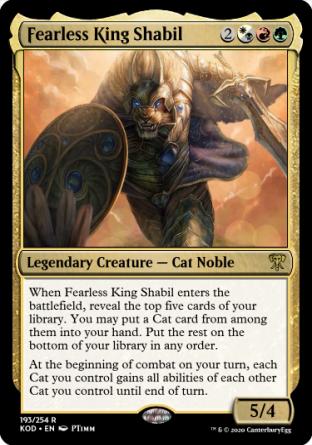 Fearless King Shabil 2
When Fearless King Shabil enters the
battlefield, reveal the top five cards of your
library. You may put a Cat card from among
them into your hand. Put the rest on the
bottom of your library in any order.
At the beginning of combat on your turn, each
Cat you control gains all abilities of each other
Cat you control until end of turn.
Legendary Creature — Cat Noble
5/4
193/254 R
KOD • EN PTIMM
™ & © 2020 CanterburyEgg